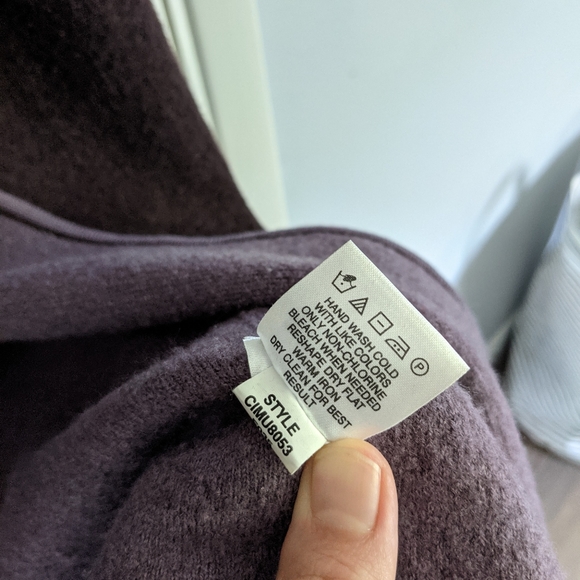 P
HAND WASH COLD
WITH LIKE COLORS
ONLY NON-CHLORINE
BLEACH WHEN NEEDED
RESHAPE DRY FLAT
WARM IRON
DRY CLEAN FOR BEST
RESULT
STYLE
CIMU8053